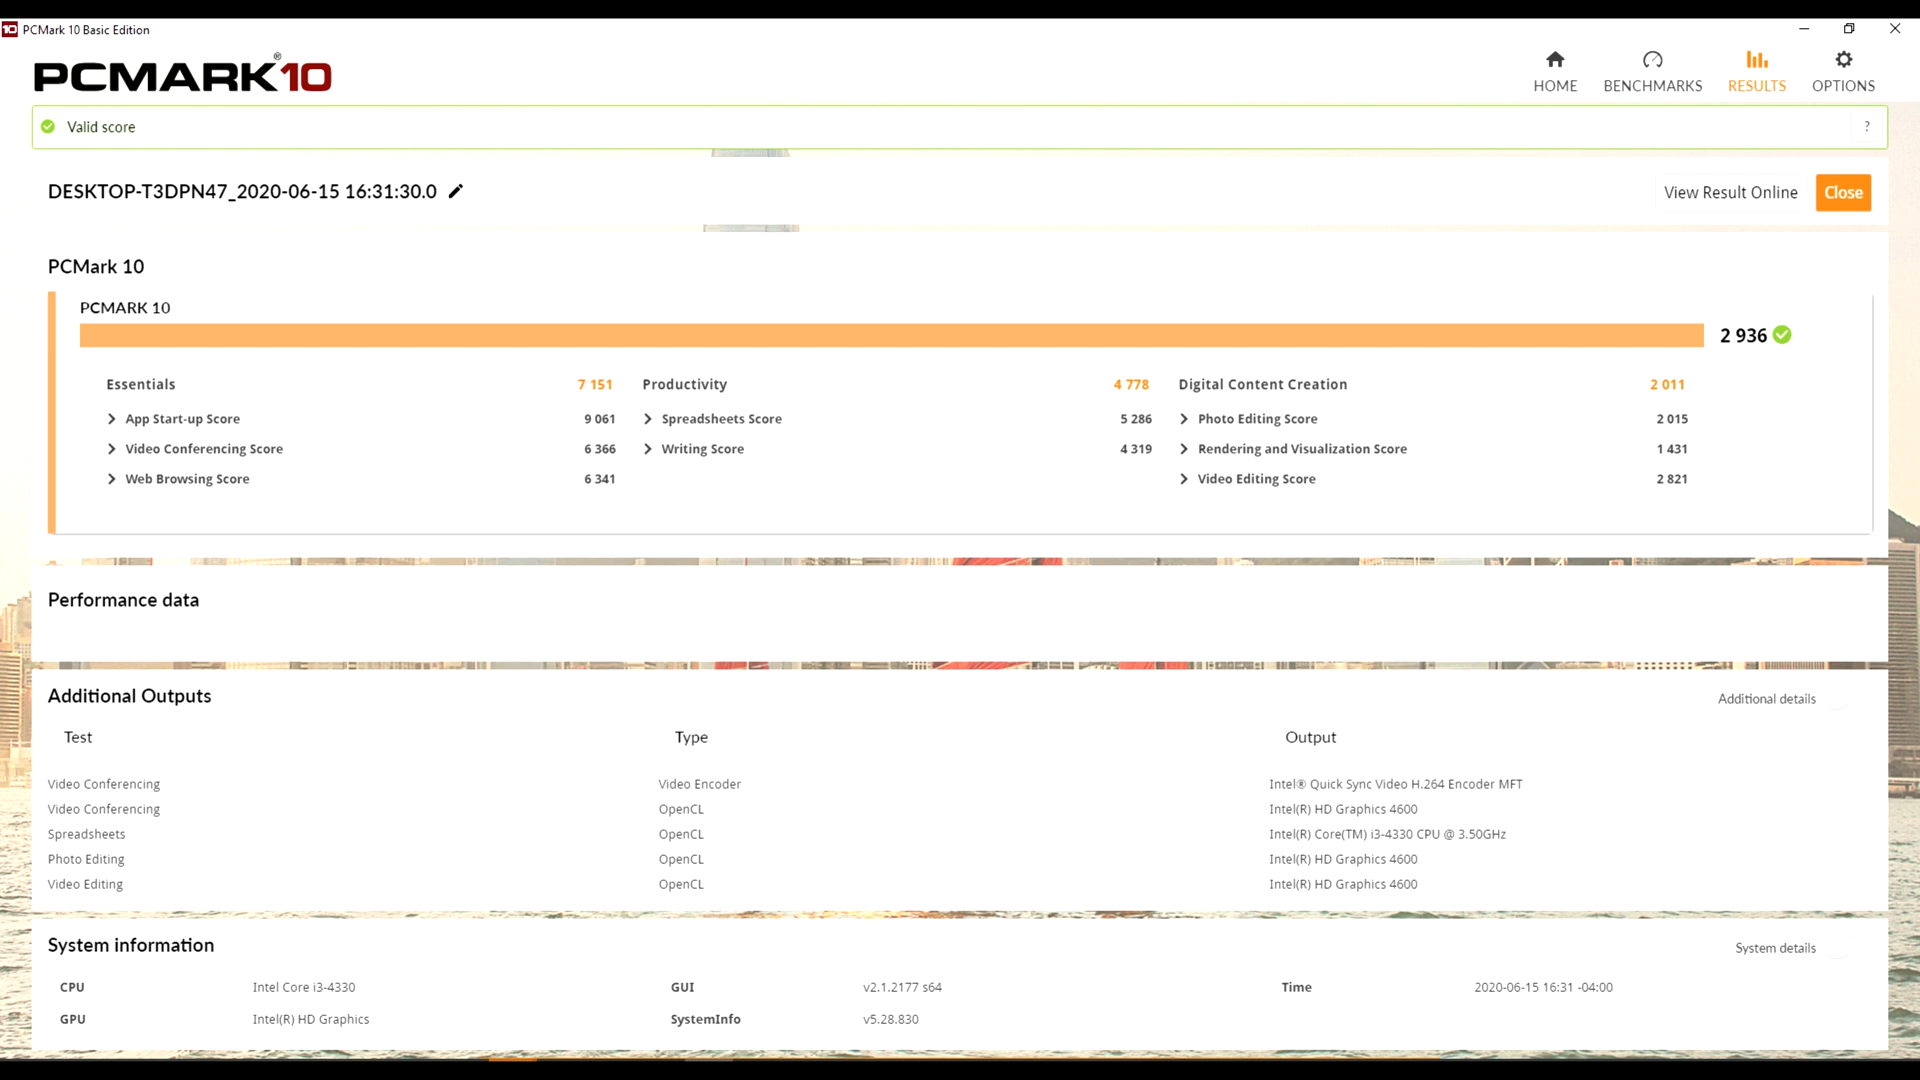 10 PCMark 10 Basic Edition
PCMARK®10
HOME BENCHMARKS RESULTS OPTIONS
Valid score ?
DESKTOP-T3DPN47_2020-06-15 16:31:30.0
View Result Online Close
PCMark 10
PCMARK 10
2 936
Essentials 7 151 Productivity 4 778 Digital Content Creation 2 011
App Start-up Score 9 061 Spreadsheets Score 5 286 Photo Editing Score 2 015
Video Conferencing Score 6 366 Writing Score 4 319 Rendering and Visualization Score 1 431
Web Browsing Score 6 341 Video Editing Score 2 821
Performance data
Additional Outputs Additional details
Test Type Output
Video Conferencing Video Encoder Intel® Quick Sync Video H.264 Encoder MFT
Video Conferencing OpenCL Intel(R) HD Graphics 4600
Spreadsheets OpenCL Intel(R) Core(TM) i3-4330 CPU @ 3.50GHz
Photo Editing OpenCL Intel(R) HD Graphics 4600
Video Editing OpenCL Intel(R) HD Graphics 4600
System information System details
CPU Intel Core i3-4330 GUI v2.1.2177 s64 Time 2020-06-15 16:31 -04:00
GPU Intel(R) HD Graphics SystemInfo v5.28.830